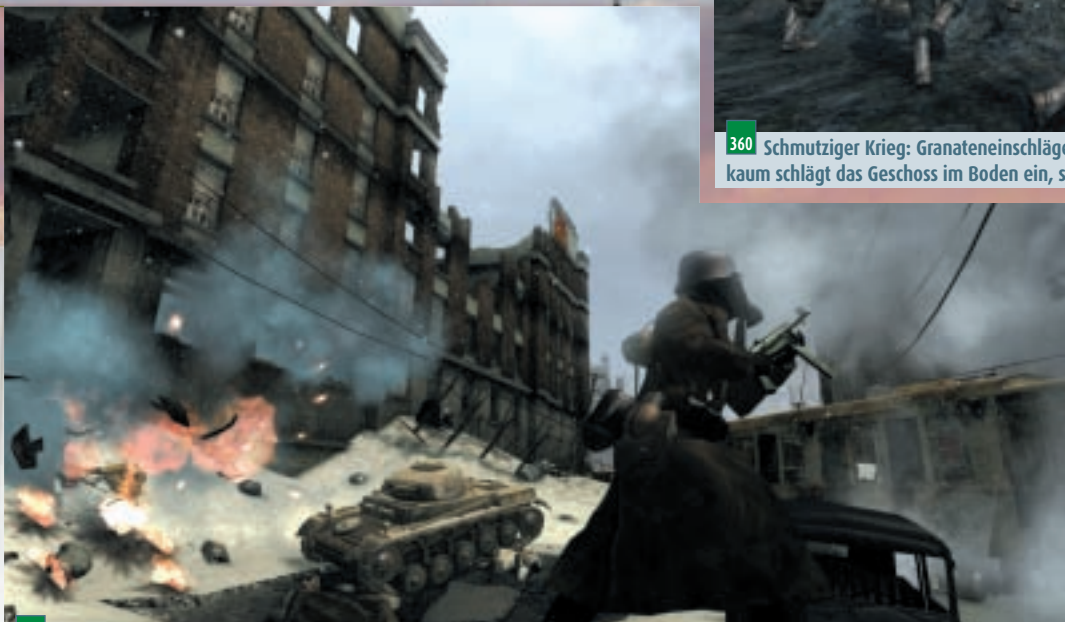 360 Schmutziger Krieg: Granateneinschläge
kaum schlägt das Geschoss im Boden ein, s